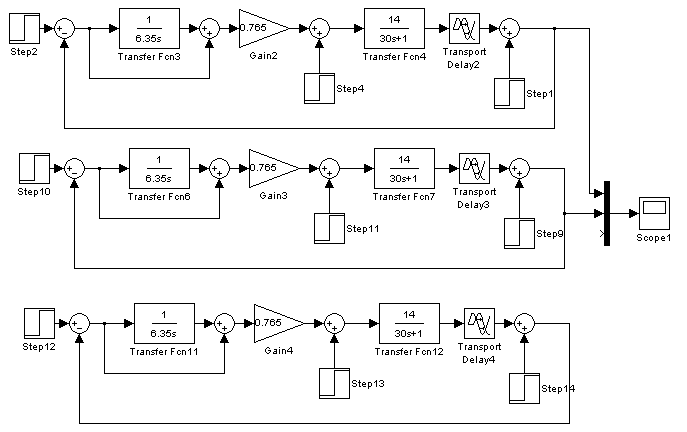 Step2
1
6.35s
Transfer Fcn3
0.765
Gain2
Step4
14
30s+1
Transfer Fcn4
Transport
Delay2
Step1
Step10
1
6.35s
Transfer Fcn6
0.765
Gain3
Step11
14
30s+1
Transfer Fcn7
Transport
Delay3
Step9
Scope1
Step12
1
6.35s
Transfer Fcn11
0.765
Gain4
Step13
14
30s+1
Transfer Fcn12
Transport
Delay4
Step14